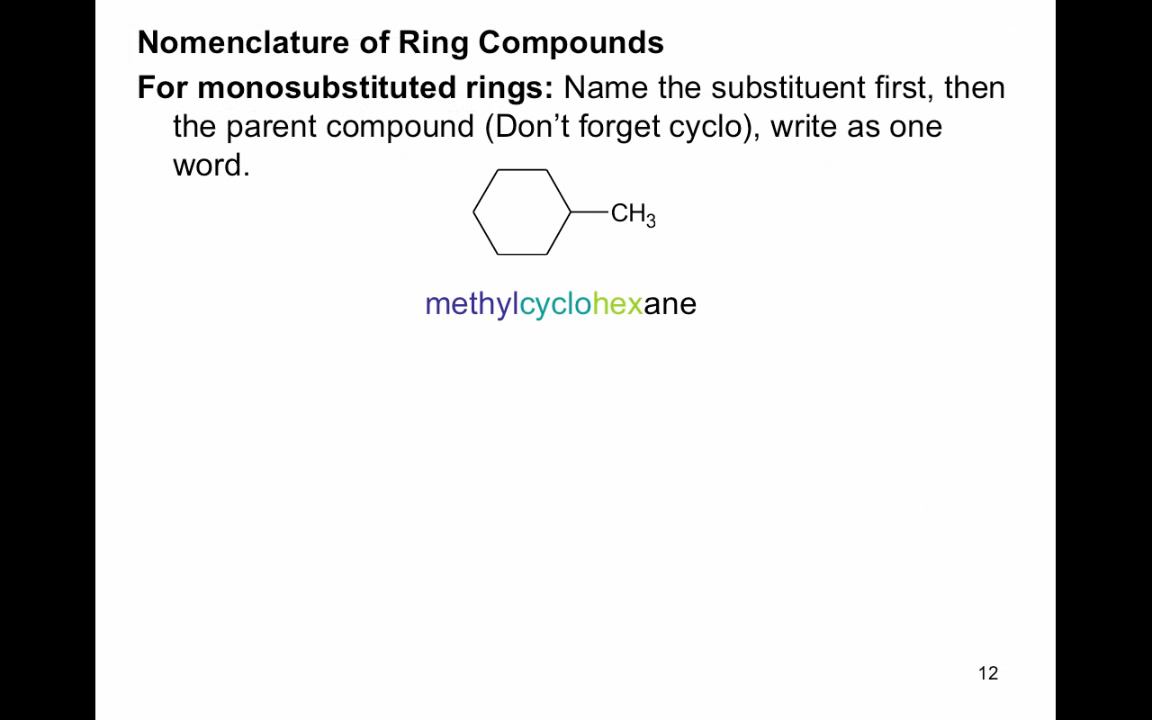 Nomenclature of Ring Compounds
For monosubstituted rings: Name the substituent first, then
the parent compound (Don’t forget cyclo), write as one
word.
CH₃
methylcyclohexane
12